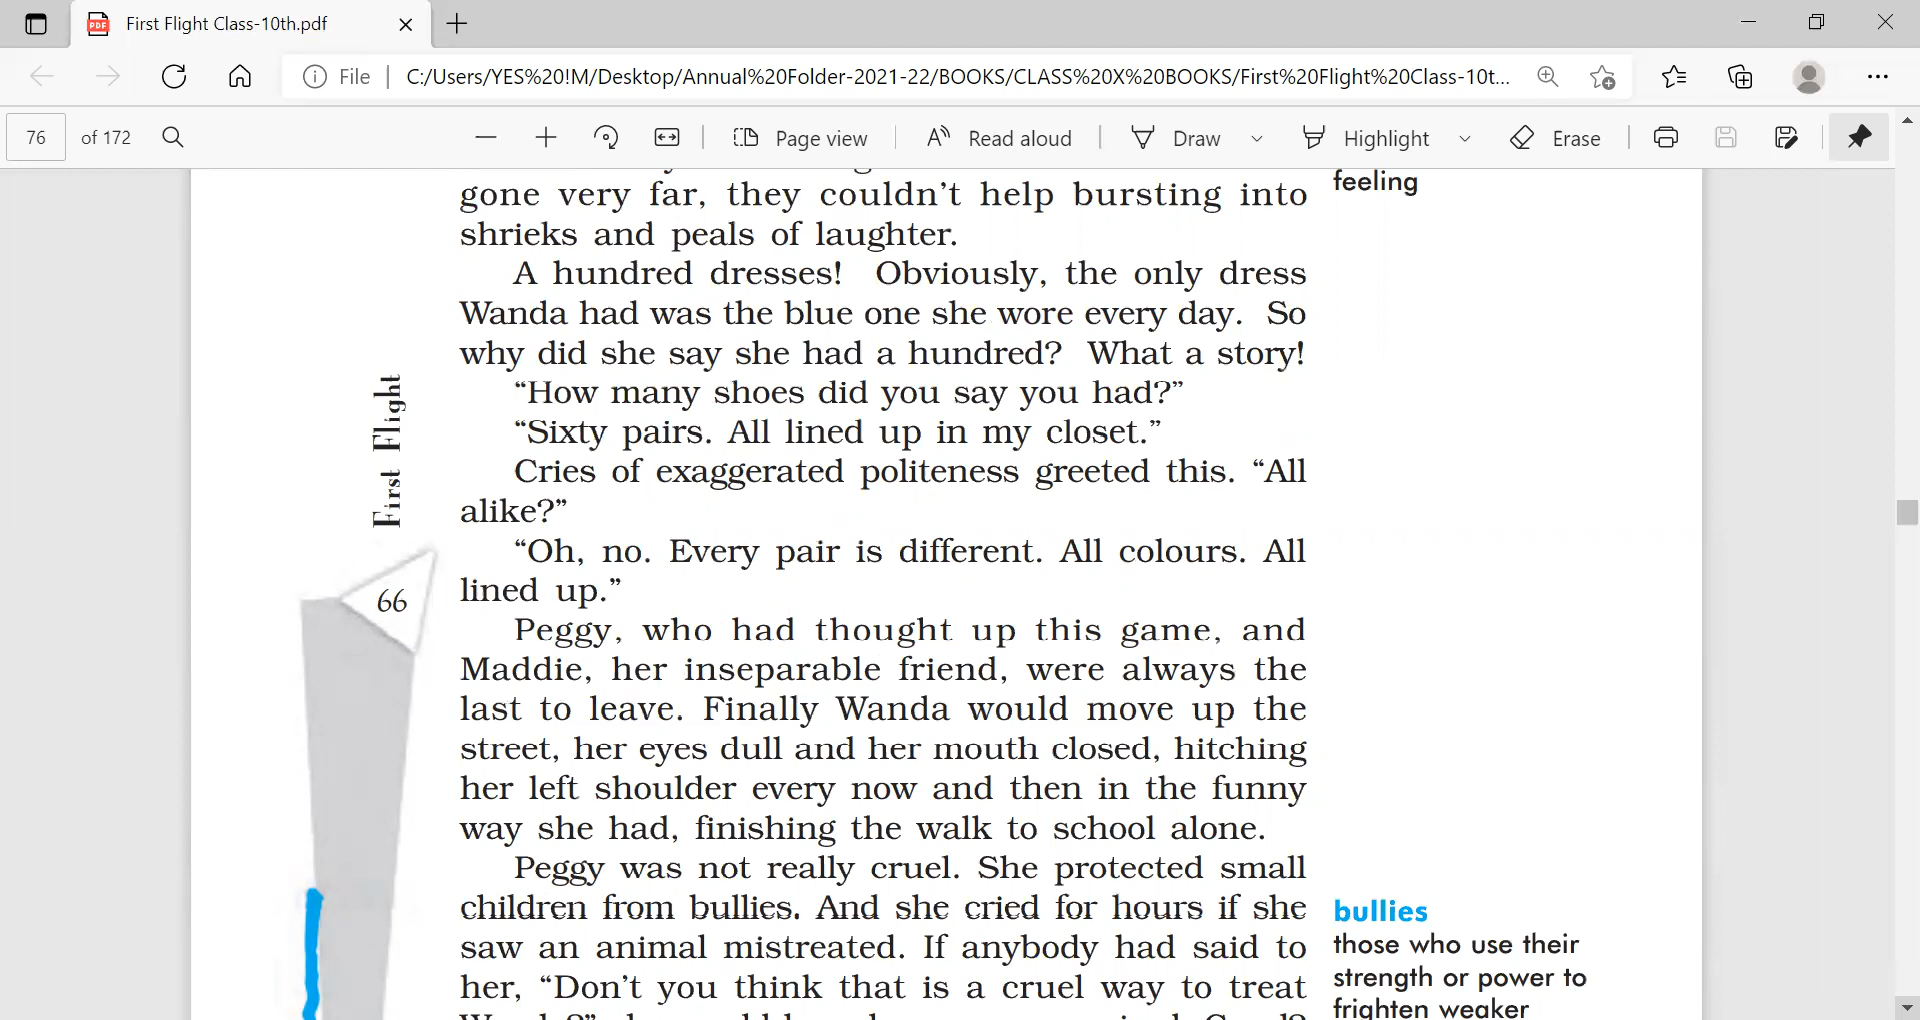 First Flight Class-10th.pdf
File | C:/Users/YES%20!M/Desktop/Annual%20Folder-2021-22/BOOKS/CLASS%20X%20BOOKS/First%20Flight%20Class-10t...
76 of 172 Page view Read aloud Draw Highlight Erase
gone very far, they couldn't help bursting into
shrieks and peals of laughter.
A hundred dresses! Obviously, the only dress
Wanda had was the blue one she wore every day. So
why did she say she had a hundred? What a story!
“How many shoes did you say you had?”
“Sixty pairs. All lined up in my closet.”
Cries of exaggerated politeness greeted this. “All
alike?”
“Oh, no. Every pair is different. All colours. All
lined up.”
Peggy, who had thought up this game, and
Maddie, her inseparable friend, were always the
last to leave. Finally Wanda would move up the
street, her eyes dull and her mouth closed, hitching
her left shoulder every now and then in the funny
way she had, finishing the walk to school alone.
Peggy was not really cruel. She protected small
children from bullies. And she cried for hours if she
saw an animal mistreated. If anybody had said to
her, “Don't you think that is a cruel way to treat
feeling
bullies
those who use their
strength or power to
frighten weaker
First Flight
66